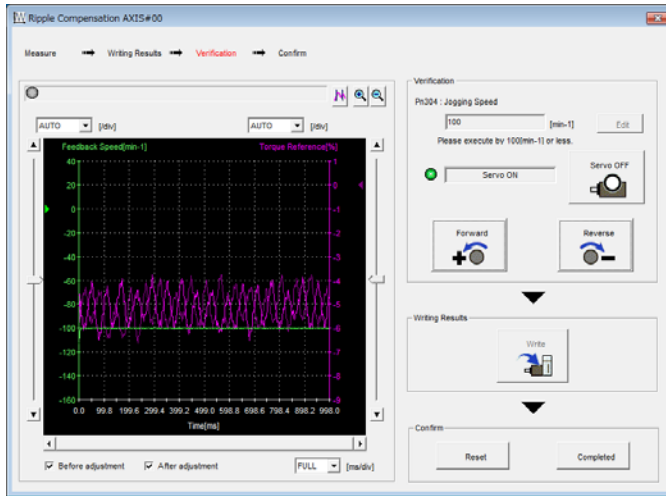 Ripple Compensation AXIS#00
Measure Writing Results Verification Confirm
AUTO [/div] AUTO [/div]
Feedback Speed[min-1] Torque Reference[%]
40 1
20 0
0 -1
-20 -2
-40 -3
-60 -4
-80 -5
-100 -6
-120 -7
-140 -8
-160 -9
0.0 99.8 199.6 299.4 399.2 499.0 598.8 698.6 798.4 898.2 998.0
Time[ms]
Before adjustment After adjustment FULL [ms/div]
Verification
Pn304 : Jogging Speed
100 [min-1] Edit
Please execute by 100[min-1] or less.
Servo ON
Servo OFF
Forward Reverse
Writing Results
Write
Confirm
Reset Completed